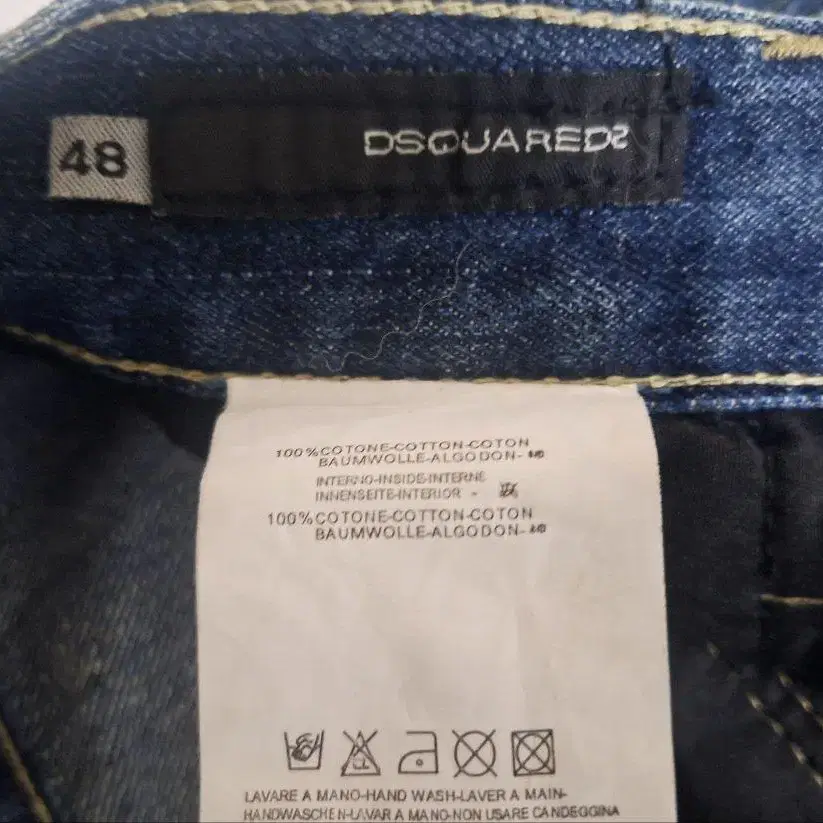 48
DSQUARED2
100%COTONE-COTTON-COTON
BAUMWOLLE-ALGODON-
INTERNO-INSIDE-INTERNE
INNENSEITE-INTERIOR -
100%COTONE-COTTON-COTON
BAUMWOLLE-ALGODON-
LAVARE A MANO-HAND WASH-LAVER A MAIN-
HANDWASCHEN-LAVAR A MANO-NON USARE CANDEGGINA